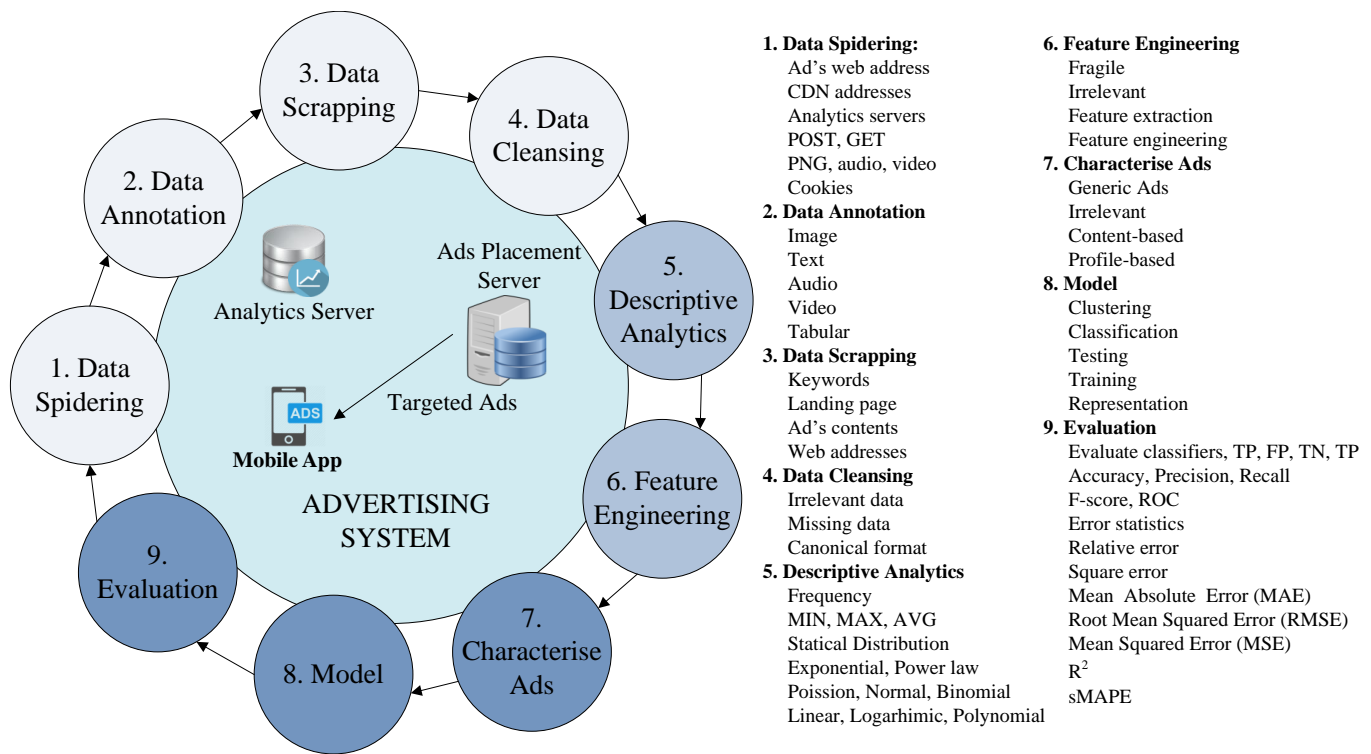 3. Data
Scrapping
4. Data
Cleansing
2. Data
Annotation
5.
Descriptive
Analytics
1. Data
Spidering
6. Feature
Engineering
9.
Evaluation
7.
Characterise
Ads
8. Model
Analytics Server
Ads Placement
Server
Targeted Ads
ADS
Mobile App
ADVERTISING
SYSTEM
1. Data Spidering:
Ad's web address
CDN addresses
Analytics servers
POST, GET
PNG, audio, video
Cookies
2. Data Annotation
Image
Text
Audio
Video
Tabular
3. Data Scrapping
Keywords
Landing page
Ad's contents
Web addresses
4. Data Cleansing
Irrelevant data
Missing data
Canonical format
5. Descriptive Analytics
Frequency
MIN, MAX, AVG
Statical Distribution
Exponential, Power law
Poission, Normal, Binomial
Linear, Logarhimic, Polynomial
6. Feature Engineering
Fragile
Irrelevant
Feature extraction
Feature engineering
7. Characterise Ads
Generic Ads
Irrelevant
Content-based
Profile-based
8. Model
Clustering
Classification
Testing
Training
Representation
9. Evaluation
Evaluate classifiers, TP, FP, TN, TP
Accuracy, Precision, Recall
F-score, ROC
Error statistics
Relative error
Square error
Mean Absolute Error (MAE)
Root Mean Squared Error (RMSE)
Mean Squared Error (MSE)
R²
sMAPE